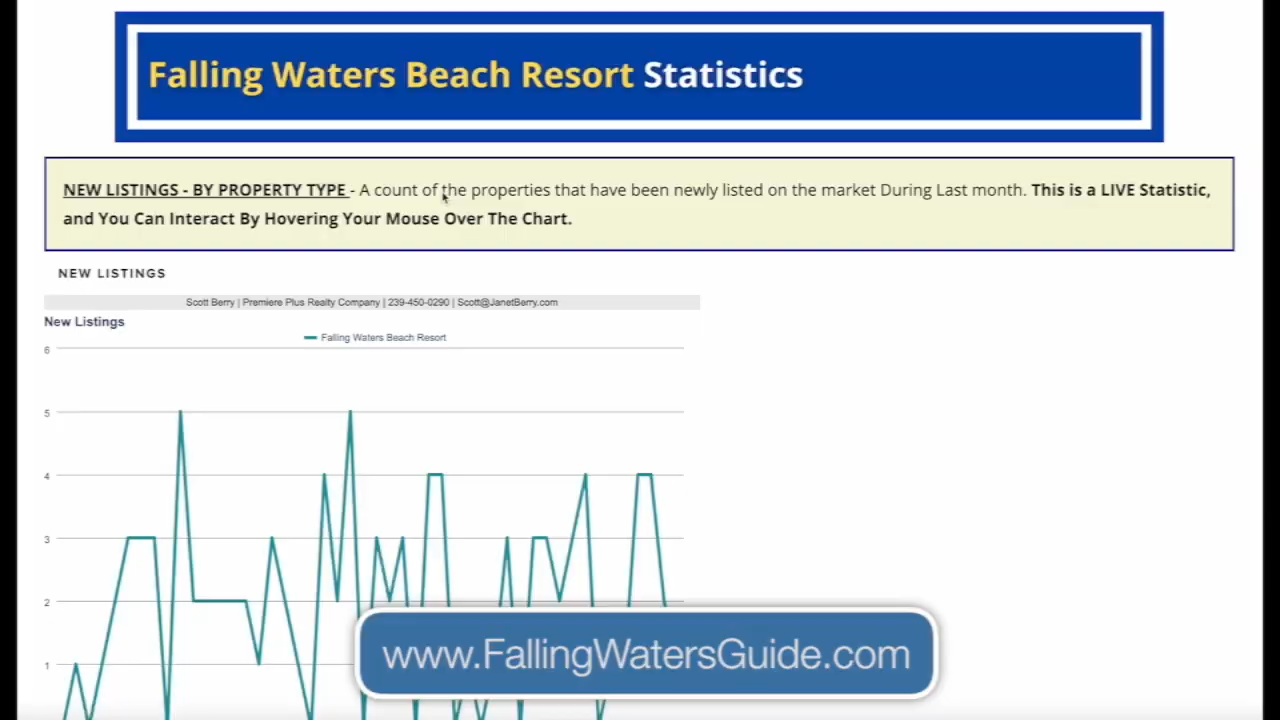 Falling Waters Beach Resort Statistics
NEW LISTINGS - BY PROPERTY TYPE - A count of the properties that have been newly listed on the market During Last month. This is a LIVE Statistic,
and You Can Interact By Hovering Your Mouse Over The Chart.
NEW LISTINGS
Scott Berry | Premiere Plus Realty Company | 239-450-0290 | Scott@JanetBerry.com
New Listings
Falling Waters Beach Resort
6
5
4
3
2
1
www.FallingWatersGuide.com